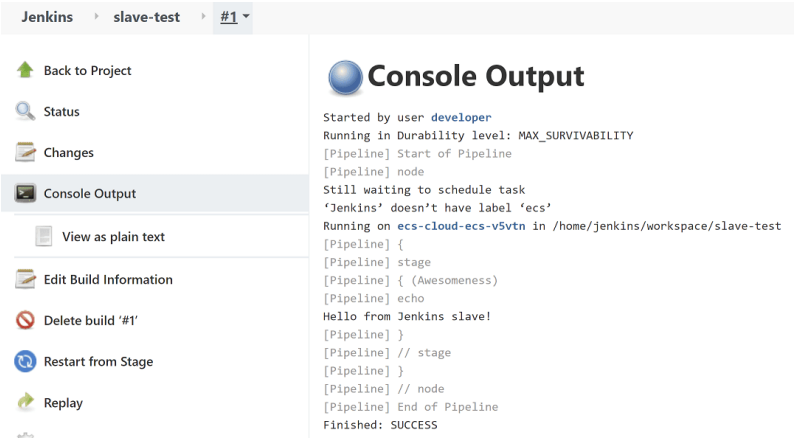 Jenkins › slave-test › #1
Back to Project
Status
Changes
Console Output
View as plain text
Edit Build Information
Delete build ‘#1’
Restart from Stage
Replay
Console Output
Started by user developer
Running in Durability level: MAX_SURVIVABILITY
[Pipeline] Start of Pipeline
[Pipeline] node
Still waiting to schedule task
‘Jenkins’ doesn’t have label ‘ecs’
Running on ecs-cloud-ecs-v5vtn in /home/jenkins/workspace/slave-test
[Pipeline] {
[Pipeline] stage
[Pipeline] { (Awesomeness)
[Pipeline] echo
Hello from Jenkins slave!
[Pipeline] }
[Pipeline] // stage
[Pipeline] }
[Pipeline] // node
[Pipeline] End of Pipeline
Finished: SUCCESS